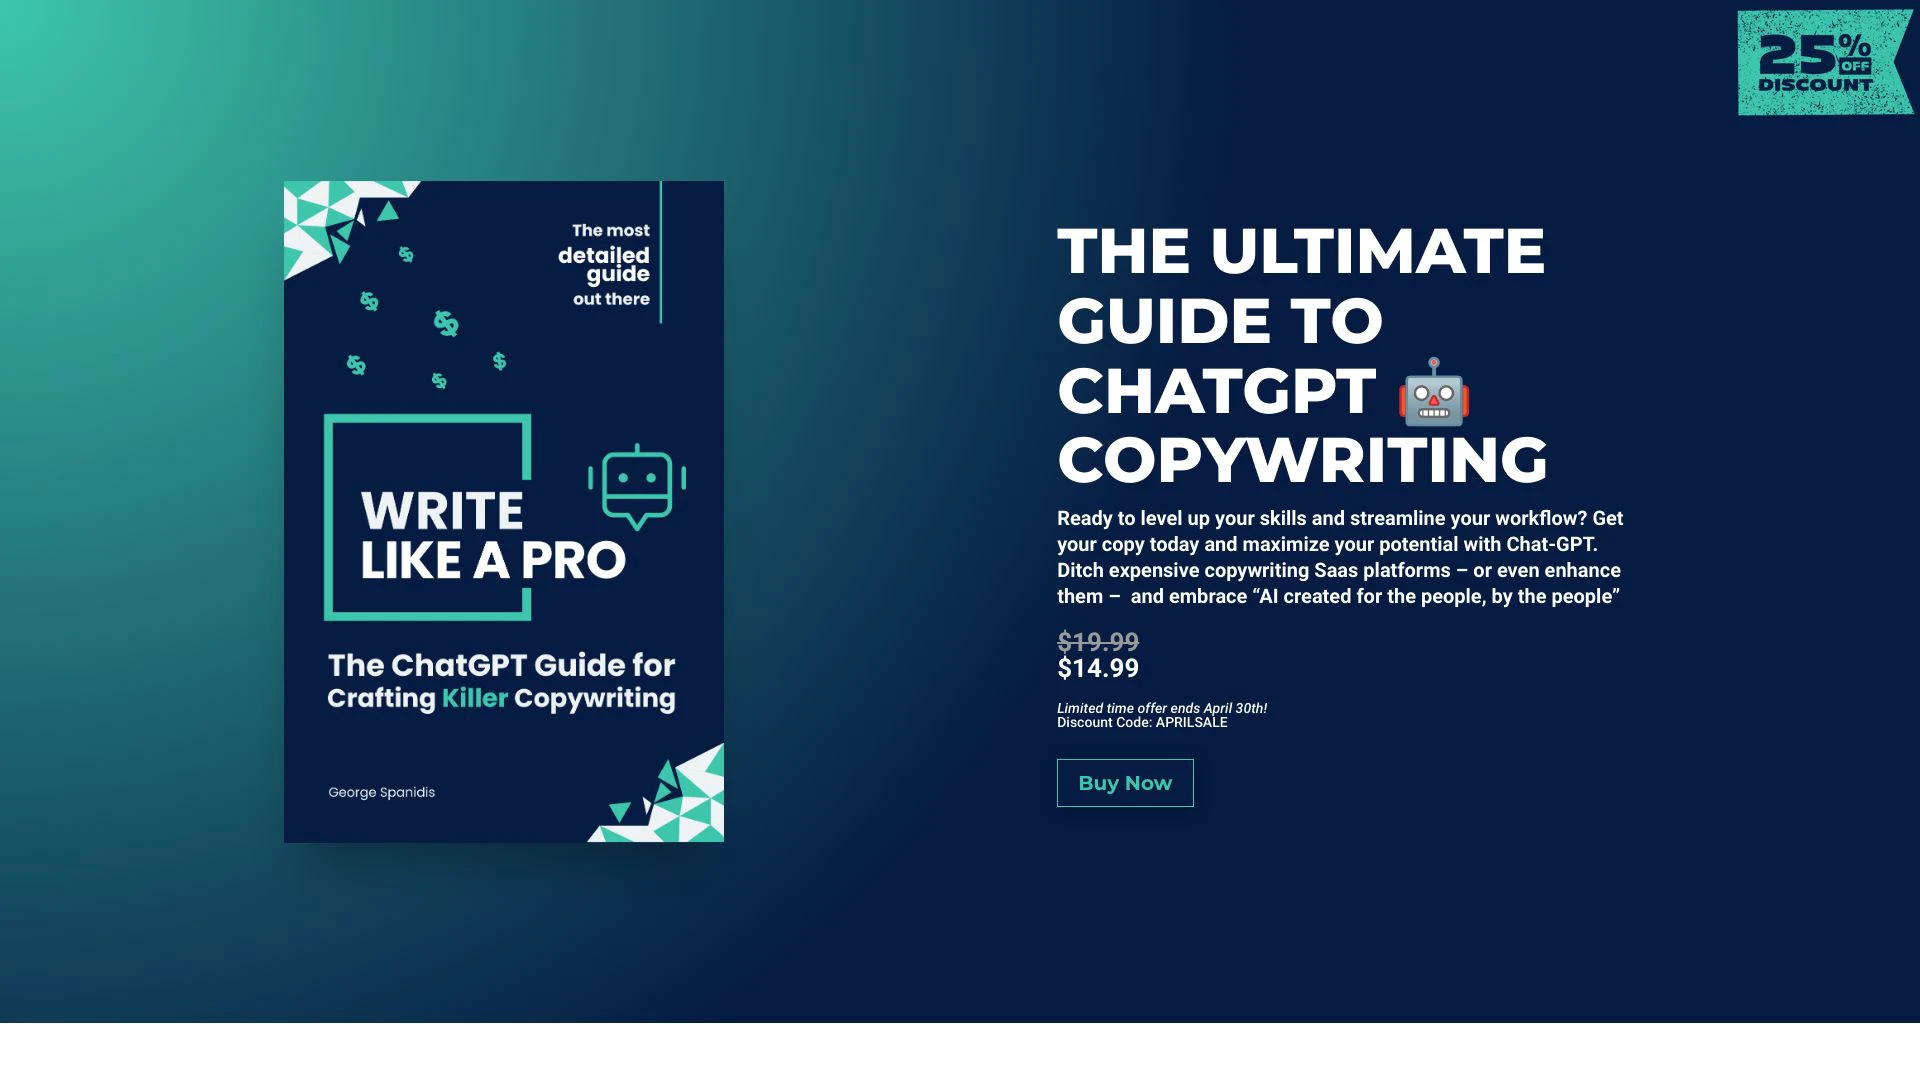 25%
OFF
DISCOUNT
The most
detailed
guide
out there
WRITE
LIKE A PRO
The ChatGPT Guide for
Crafting Killer Copywriting
George Spanidis
THE ULTIMATE
GUIDE TO
CHATGPT 🤖
COPYWRITING
Ready to level up your skills and streamline your workflow? Get
your copy today and maximize your potential with Chat-GPT.
Ditch expensive copywriting Saas platforms – or even enhance
them –  and embrace “AI created for the people, by the people”
$19.99
$14.99
Limited time offer ends April 30th!
Discount Code: APRILSALE
Buy Now